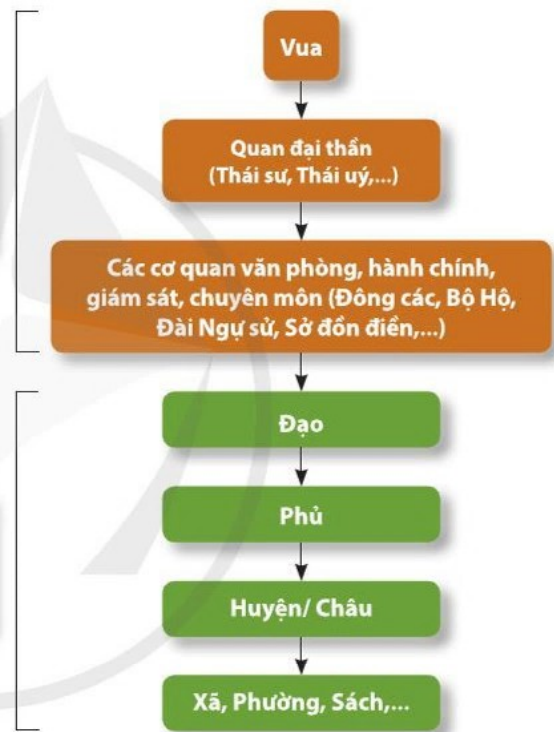 Vua
Quan đại thần
(Thái sư, Thái uý,...)
Các cơ quan văn phòng, hành chính,
giám sát, chuyên môn (Đông các, Bộ Hộ,
Đài Ngự sử, Sở đồn điền,...)
Đạo
Phủ
Huyện/ Châu
Xã, Phường, Sách,...